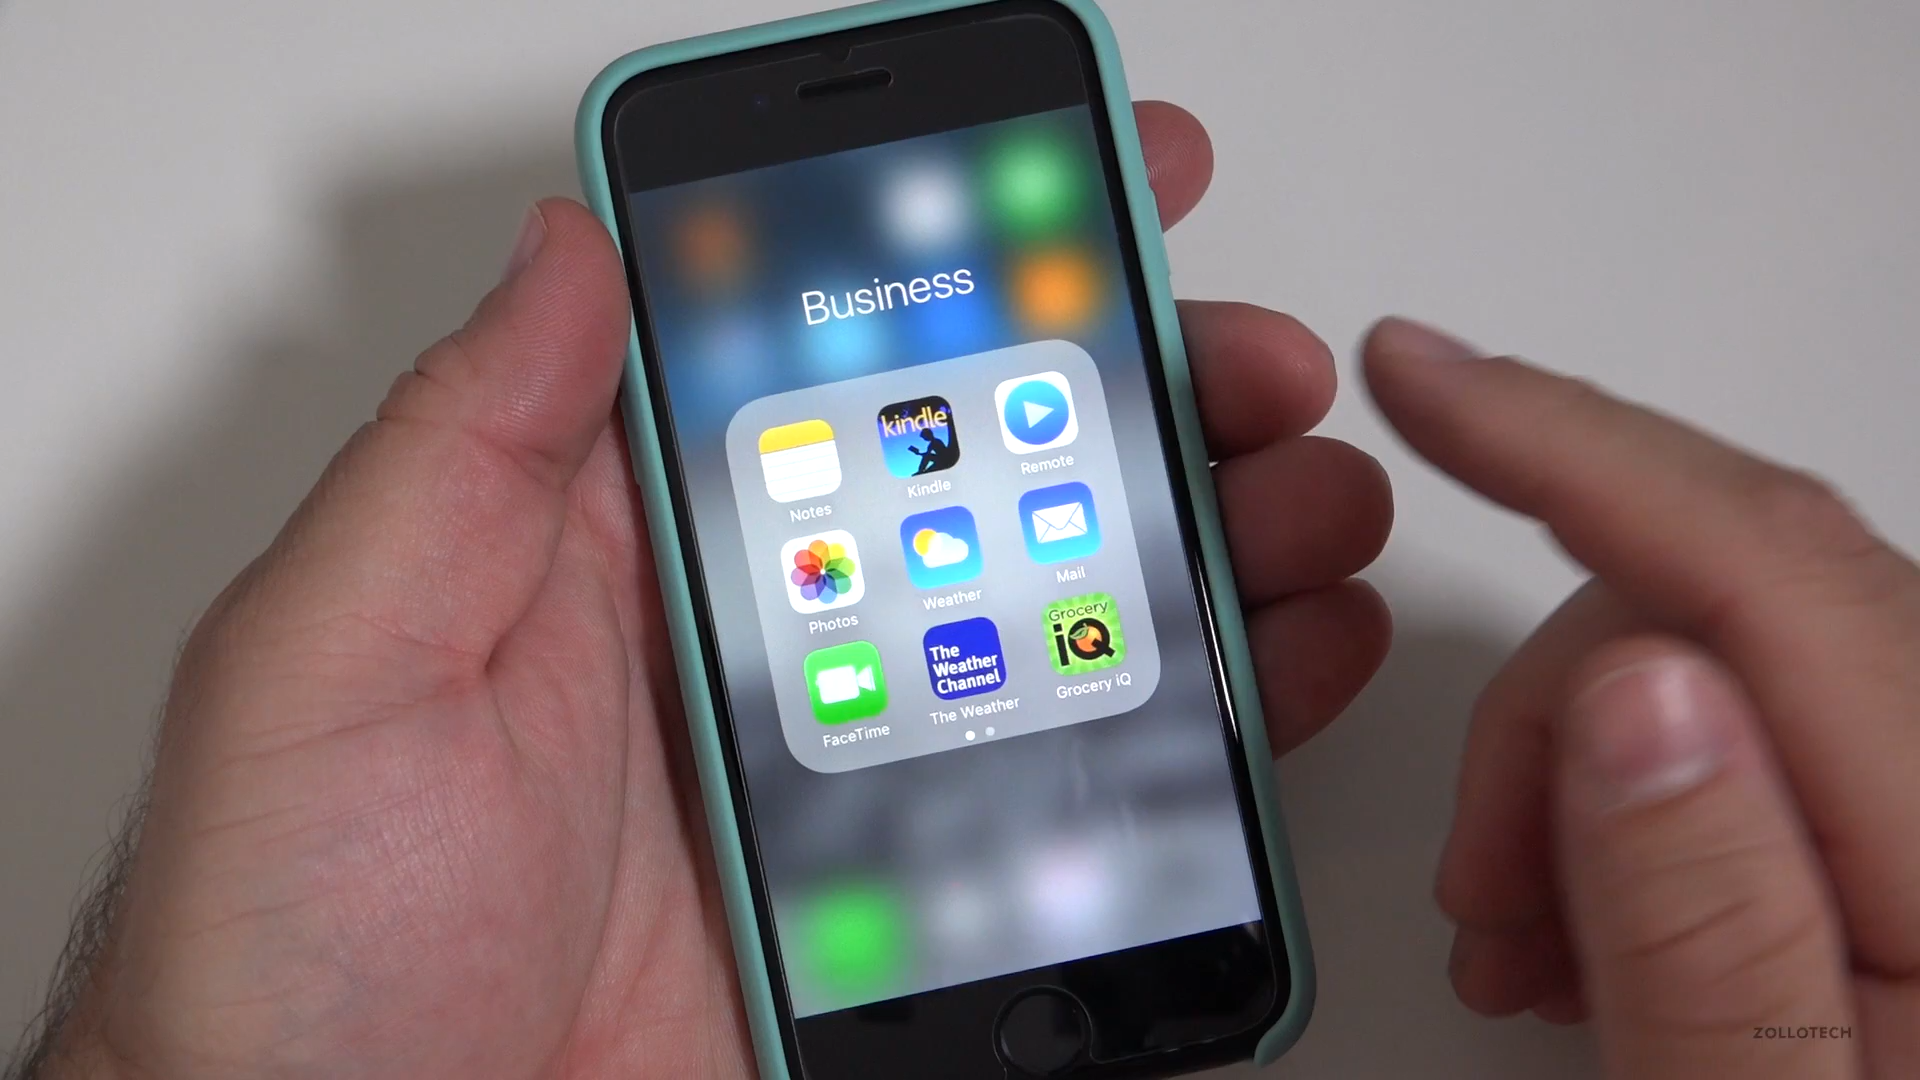 Business
kindle
Notes
Kindle
Remote
Photos
Weather
Mail
The
Weather
Channel
Grocery
iQ
FaceTime
The Weather
Grocery iQ
ZOLLOTECH